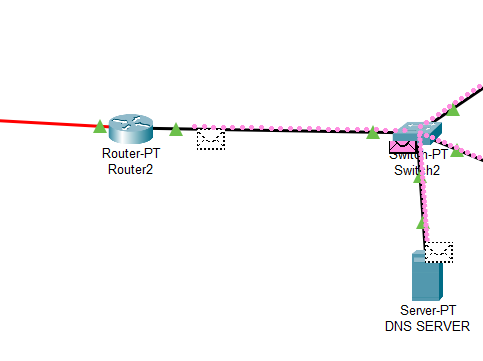 Router-PT
Router2
Switch-PT
Switch2
Server-PT
DNS SERVER